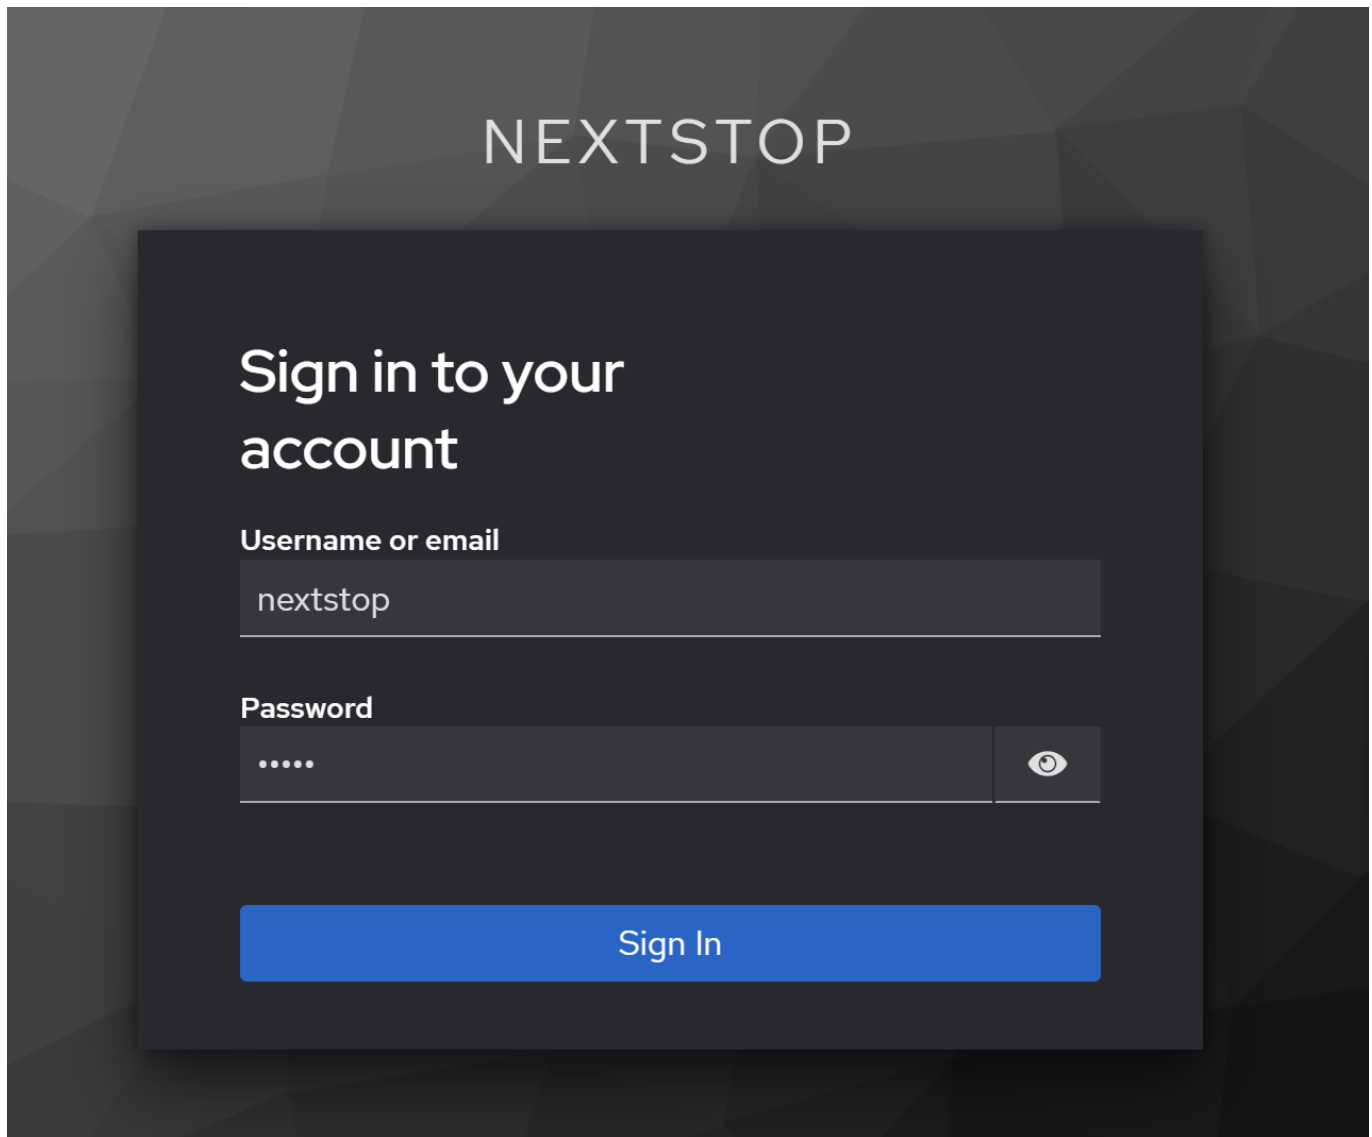 NEXTSTOP
Sign in to your
account
Username or email
nextstop
Password
•••••
Sign In